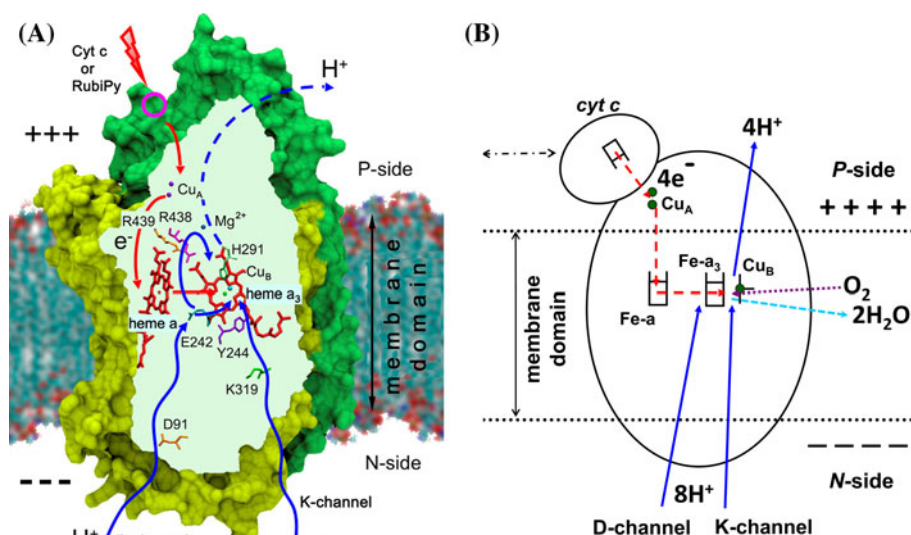 (A)
Cyt c
or
RubiPy
H+
+++
P-side
CuA
R439
R438
Mg2+
e-
H291
CuB
heme a
heme a3
E242
Y244
K319
D91
membrane
domain
N-side
---
K-channel
(B)
cyt c
4H+
4e-
P-side
CuA
++++
Fe-a3
CuB
O2
Fe-a
2H2O
membrane
domain
8H+
N-side
D-channel
K-channel